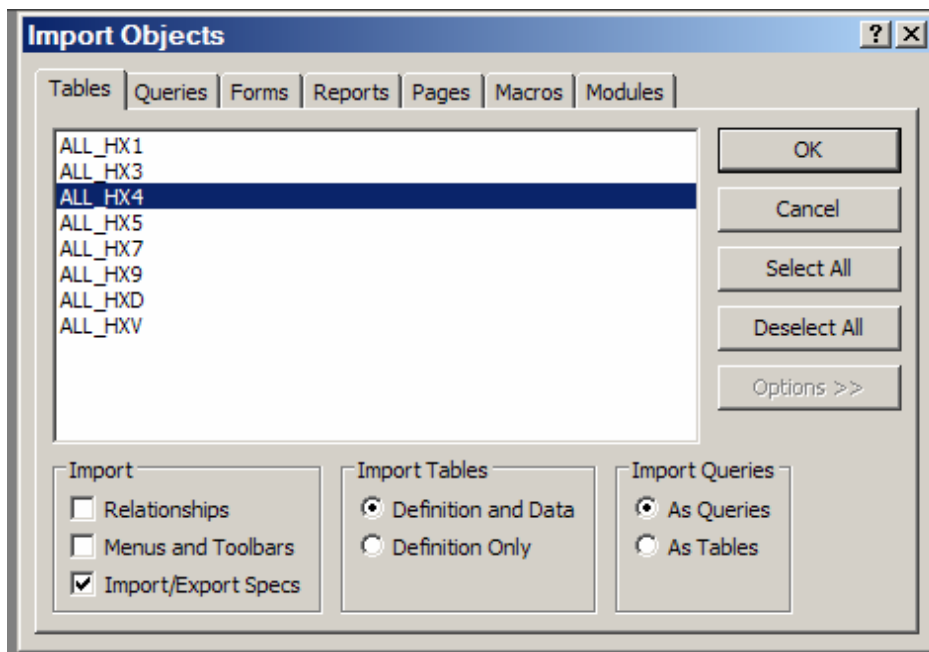 Import Objects
Tables Queries Forms Reports Pages Macros Modules
ALL_HX1
ALL_HX3
ALL_HX4
ALL_HX5
ALL_HX7
ALL_HX9
ALL_HXD
ALL_HXV
OK
Cancel
Select All
Deselect All
Options >>
Import
Relationships
Menus and Toolbars
Import/Export Specs
Import Tables
Definition and Data
Definition Only
Import Queries
As Queries
As Tables